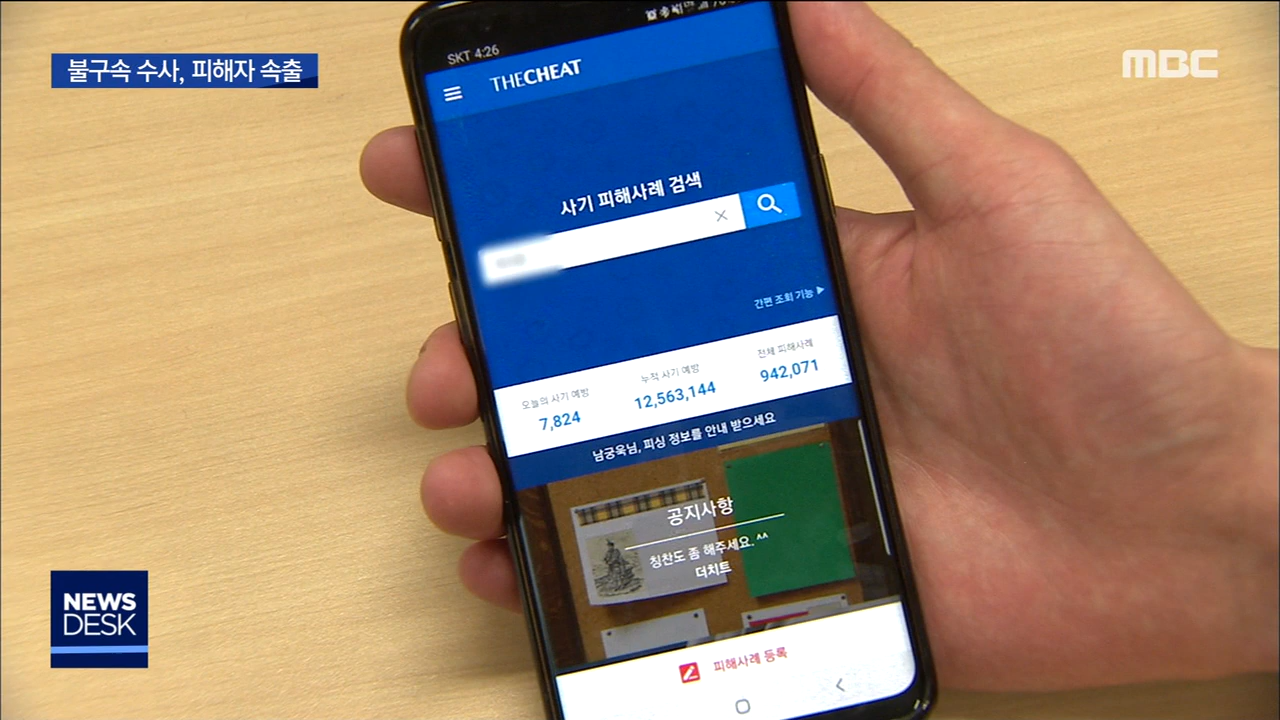 불구속 수사, 피해자 속출
MBC
SKT 4:26
THECHEAT
사기 피해사례 검색
간편 조회 기능 ▶
오늘의 사기 예방
7,824
누적 사기 예방
12,563,144
전체 피해사례
942,071
남궁욱님, 피싱 정보를 안내 받으세요
공지사항
칭찬도 좀 해주세요.^^
더치트
피해사례 등록
NEWS
DESK